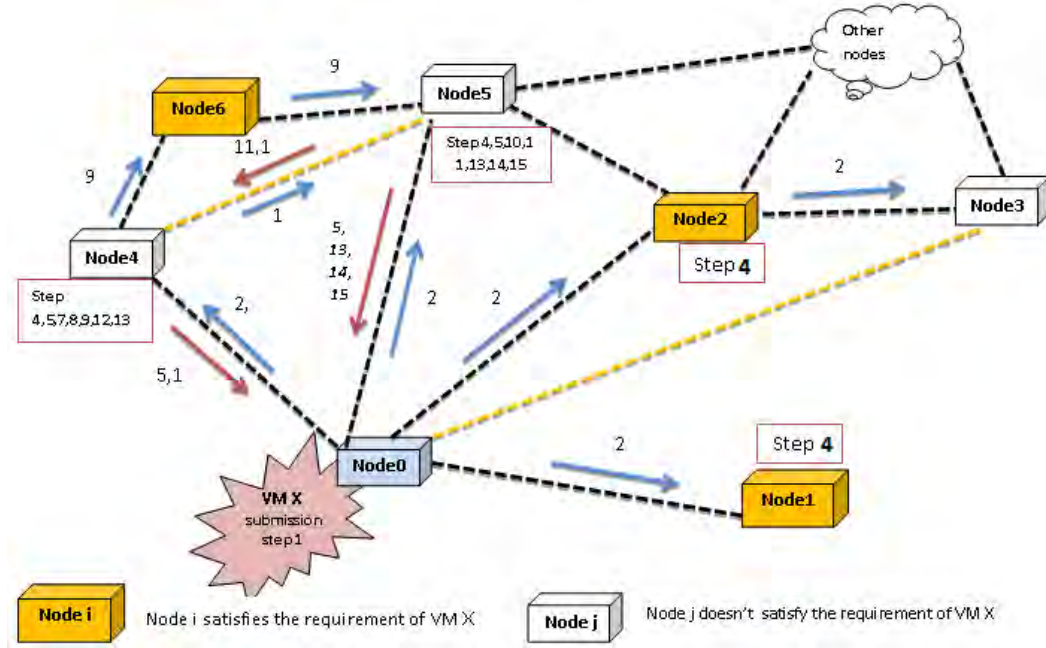 Other
nodes
9
Node5
Node6
11,1
Step 4,5,10,1
1,13,14,15
9
1
2
Node2
Node3
Node4
Step 4
5,
13,
14,
15
Step
4,5,7,8,9,12,13
2,
2
2
5,1
2
Step 4
Node0
Node1
VM X
submission
step1
Node i
Node i satisfies the requirement of VM X
Node j
Node j doesn't satisfy the requirement of VM X